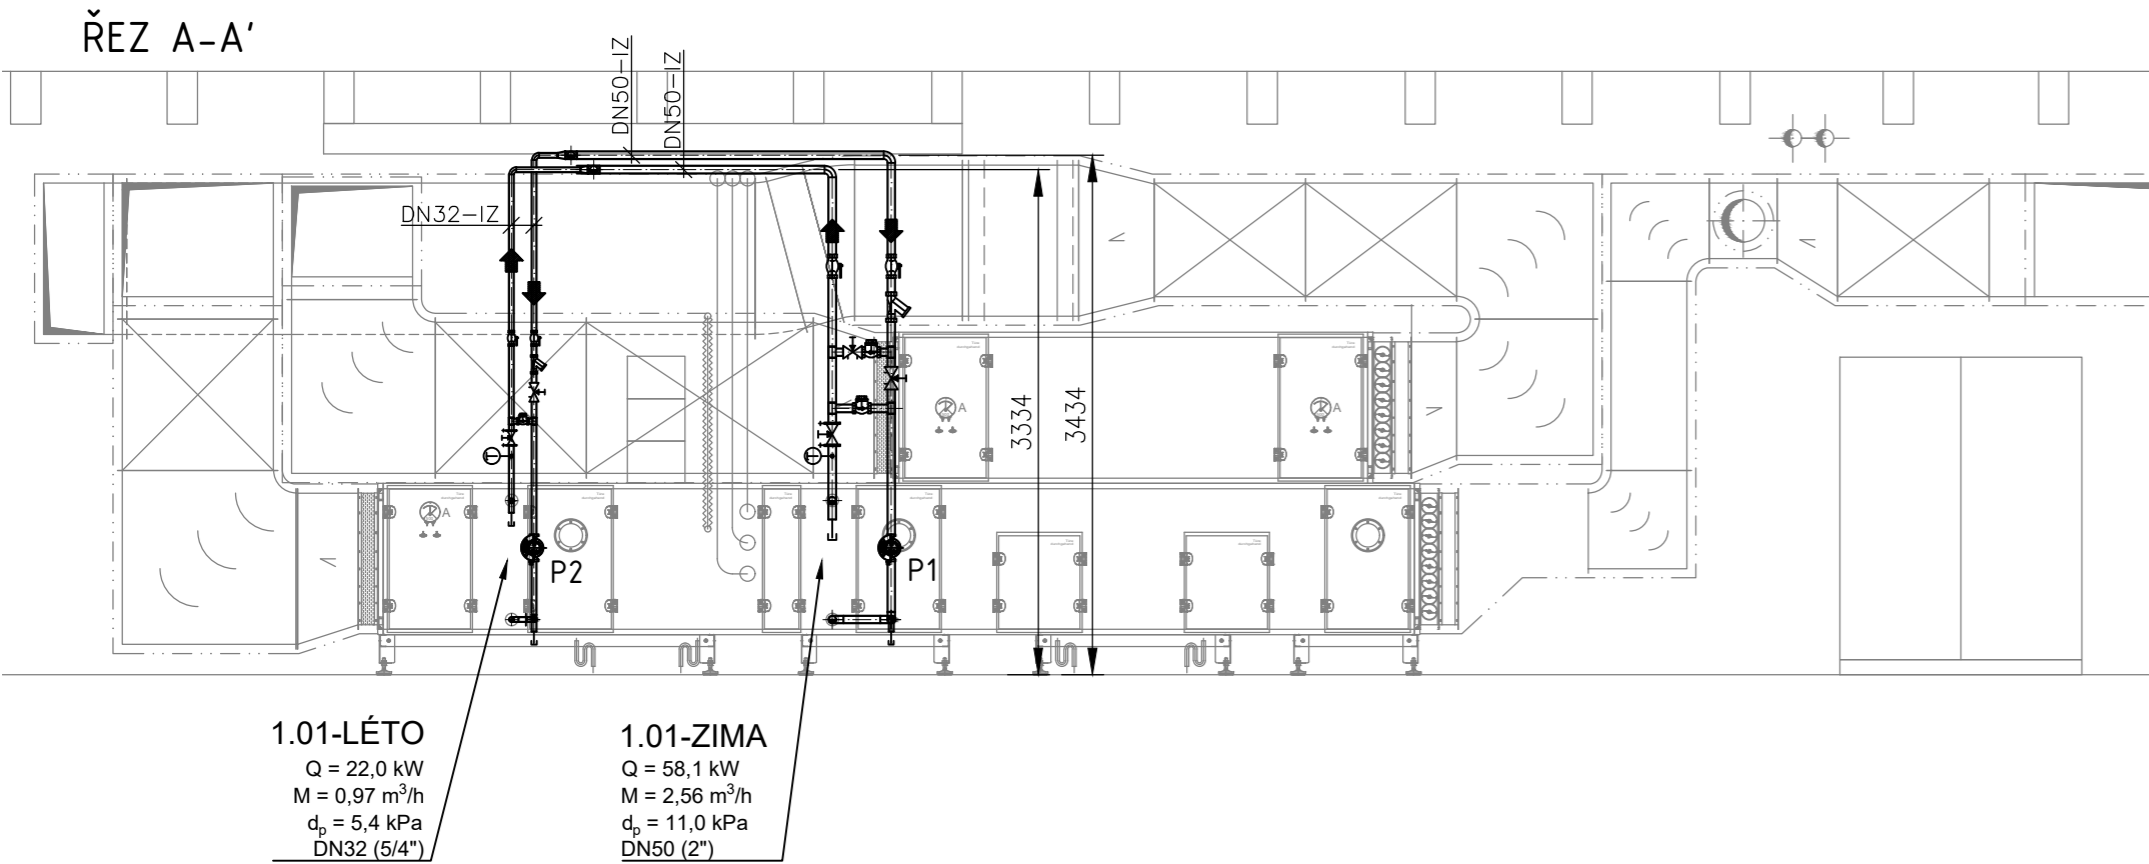 ŘEZ A-A'
DN50-IZ
DN50-IZ
DN32-IZ
3334
3434
A
A
A
P2
P1
1.01-LÉTO
Q = 22,0 kW
M = 0,97 m³/h
dₚ = 5,4 kPa
DN32 (5/4")
1.01-ZIMA
Q = 58,1 kW
M = 2,56 m³/h
dₚ = 11,0 kPa
DN50 (2")